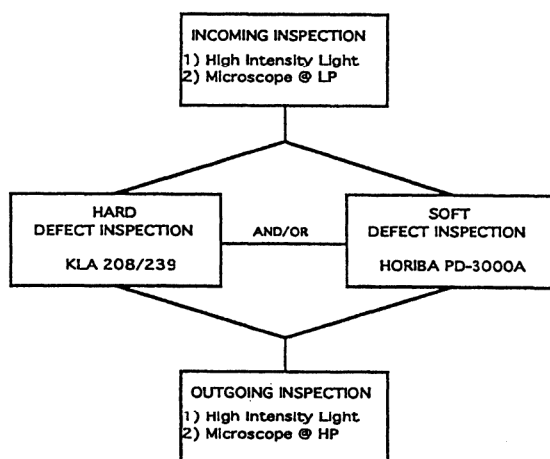 INCOMING INSPECTION
1) High Intensity Light
2) Microscope @ LP
HARD
DEFECT INSPECTION
KLA 208/239
AND/OR
SOFT
DEFECT INSPECTION
HORIBA PD-3000A
OUTGOING INSPECTION
1) High Intensity Light
2) Microscope @ HP